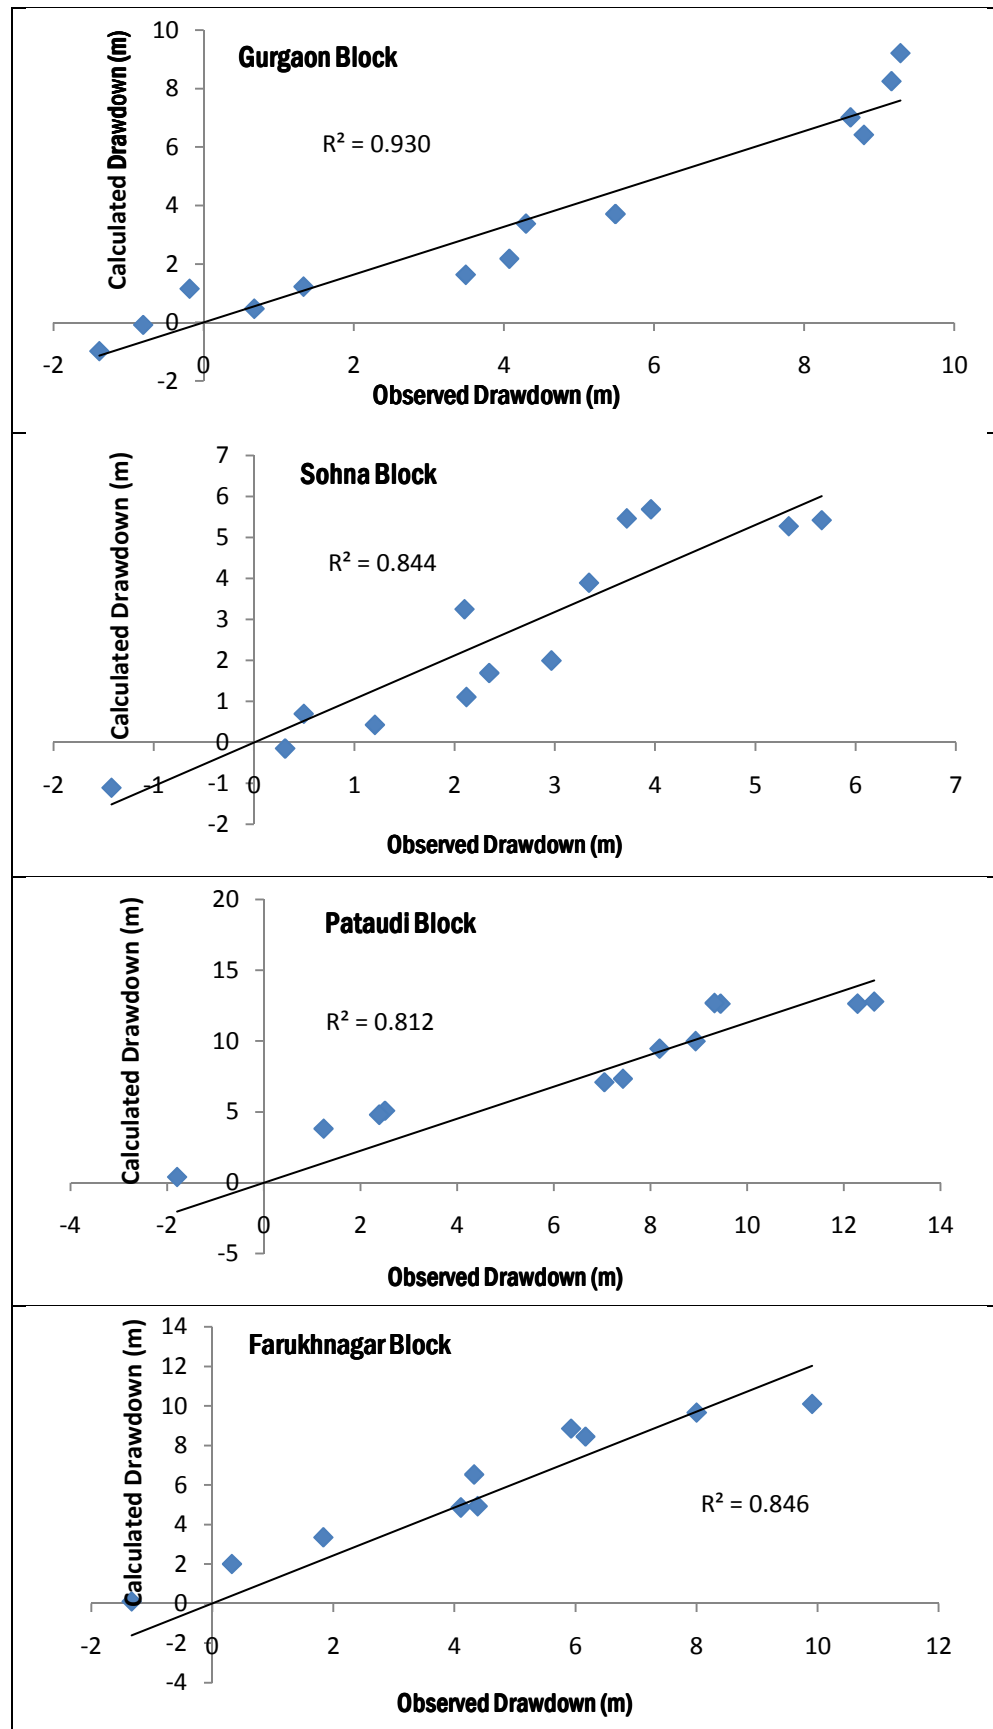 Gurgaon Block
Calculated Drawdown (m)
10
8
6
4
2
0
-2
R² = 0.930
-2 0 2 4 6 8 10
Observed Drawdown (m)
Sohna Block
Calculated Drawdown (m)
7
6
5
4
3
2
1
0
-1
-2
R² = 0.844
-2 -1 0 1 2 3 4 5 6 7
Observed Drawdown (m)
Pataudi Block
Calculated Drawdown (m)
20
15
10
5
0
-5
R² = 0.812
-4 -2 0 2 4 6 8 10 12 14
Observed Drawdown (m)
Farukhnagar Block
Calculated Drawdown (m)
14
12
10
8
6
4
2
0
-2
-4
R² = 0.846
-2 0 2 4 6 8 10 12
Observed Drawdown (m)